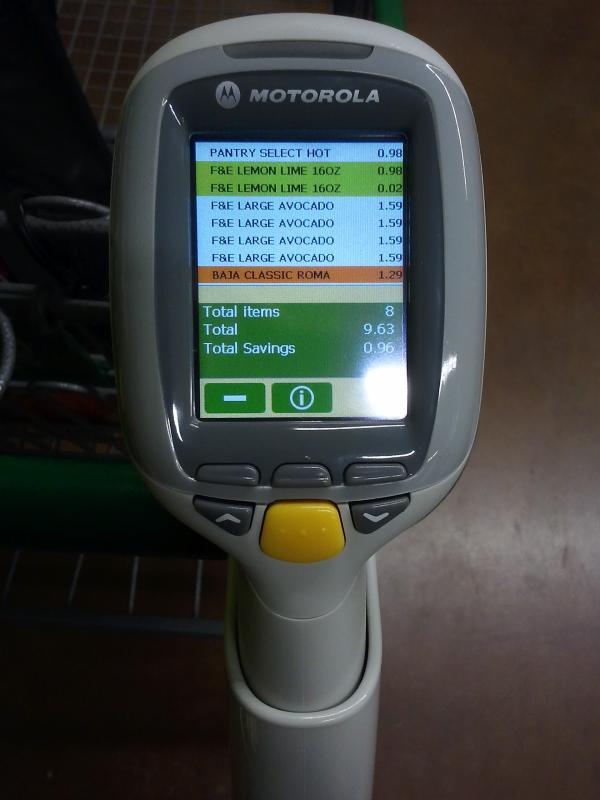 MOTOROLA
PANTRY SELECT HOT 0.98
F&E LEMON LIME 16OZ 0.98
F&E LEMON LIME 16OZ 0.02
F&E LARGE AVOCADO 1.59
F&E LARGE AVOCADO 1.59
F&E LARGE AVOCADO 1.59
F&E LARGE AVOCADO 1.59
BAJA CLASSIC ROMA 1.29
Total items 8
Total 9.63
Total Savings 0.96